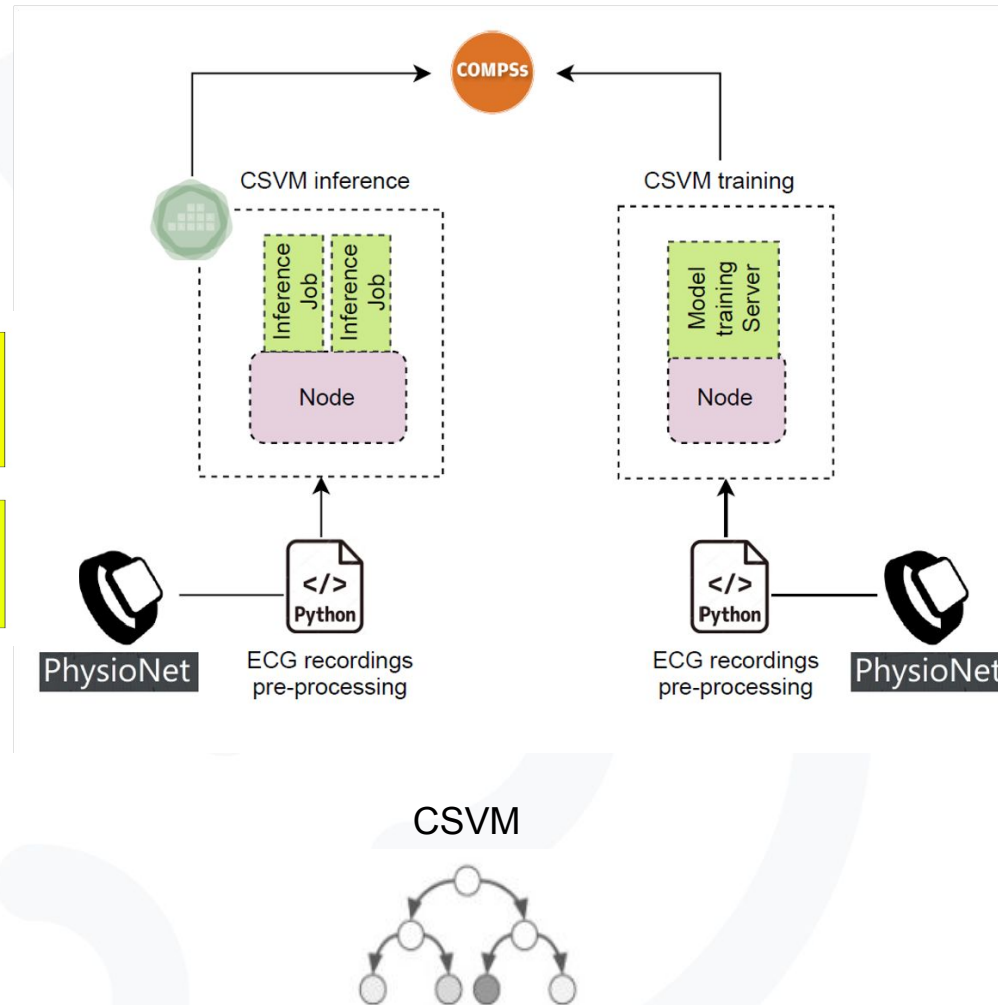 COMPSs
CSVM inference
CSVM training
Inference
Job
Inference
Job
Model
training
Server
Node
Node
</>
Python
</>
Python
PhysioNet
ECG recordings
pre-processing
ECG recordings
pre-processing
PhysioNet
CSVM